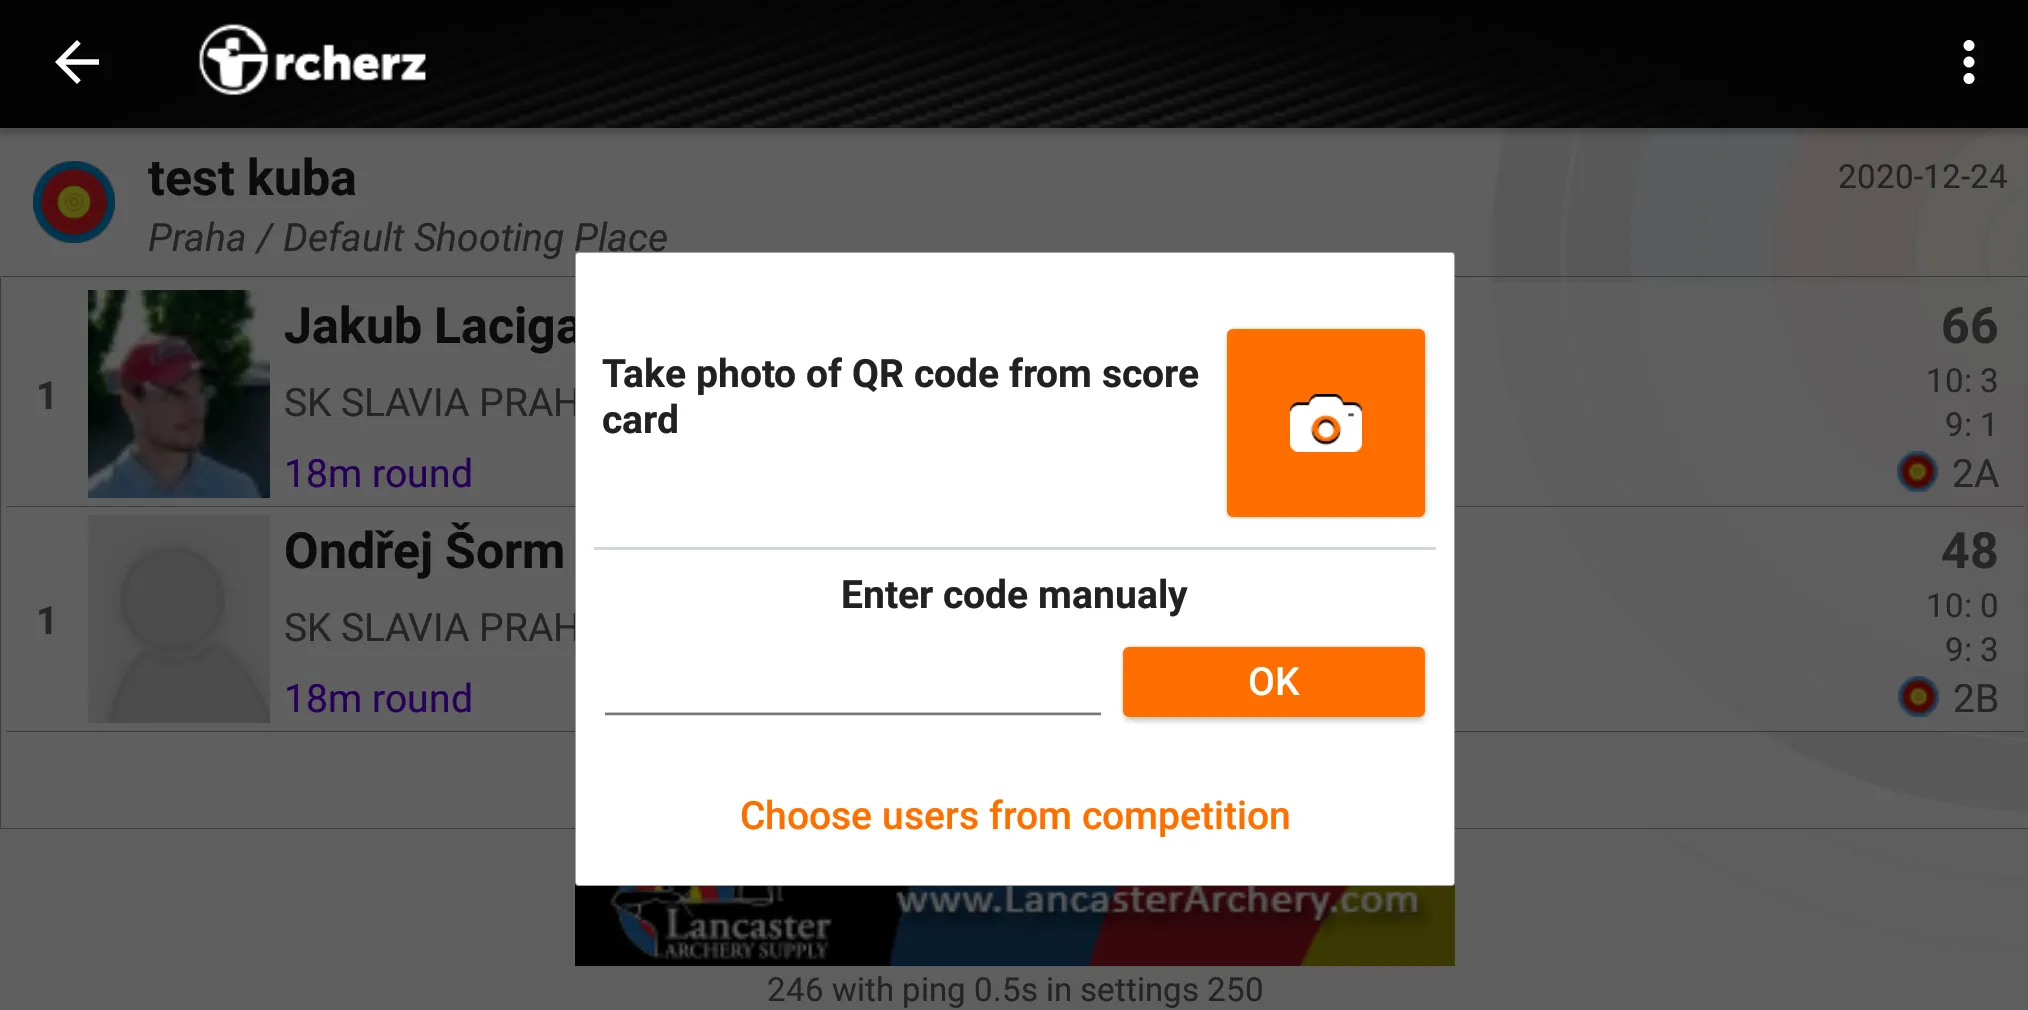 rcherz
test kuba
2020-12-24
Praha / Default Shooting Place
1
Jakub Laciga
SK SLAVIA PRAH
18m round
66
10: 3
9: 1
2A
1
Ondřej Šorm
SK SLAVIA PRAH
18m round
48
10: 0
9: 3
2B
Take photo of QR code from score
card
Enter code manualy
OK
Choose users from competition
www.LancasterArchery.com
Lancaster
ARCHERY SUPPLY
246 with ping 0.5s in settings 250